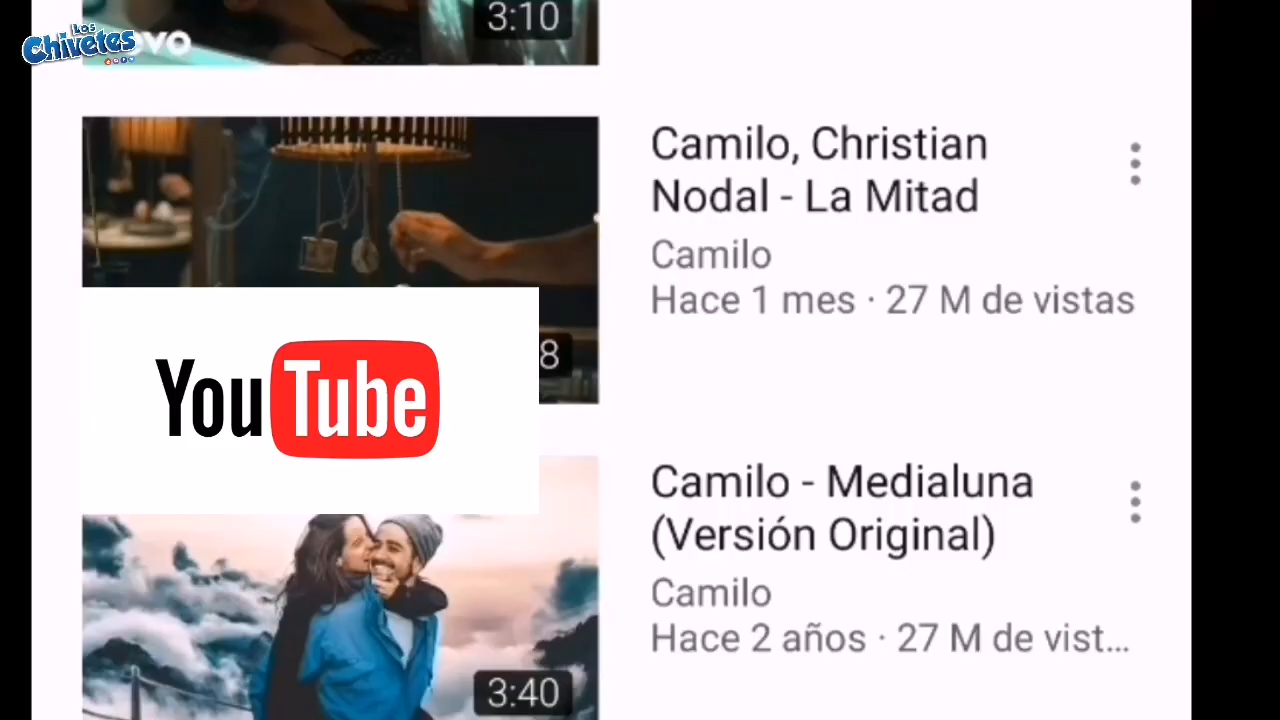 Los
Chivetes
vo
3:10
Camilo, Christian
Nodal - La Mitad
Camilo
Hace 1 mes · 27 M de vistas
8
YouTube
Camilo - Medialuna
(Versión Original)
Camilo
Hace 2 años · 27 M de vist...
3:40